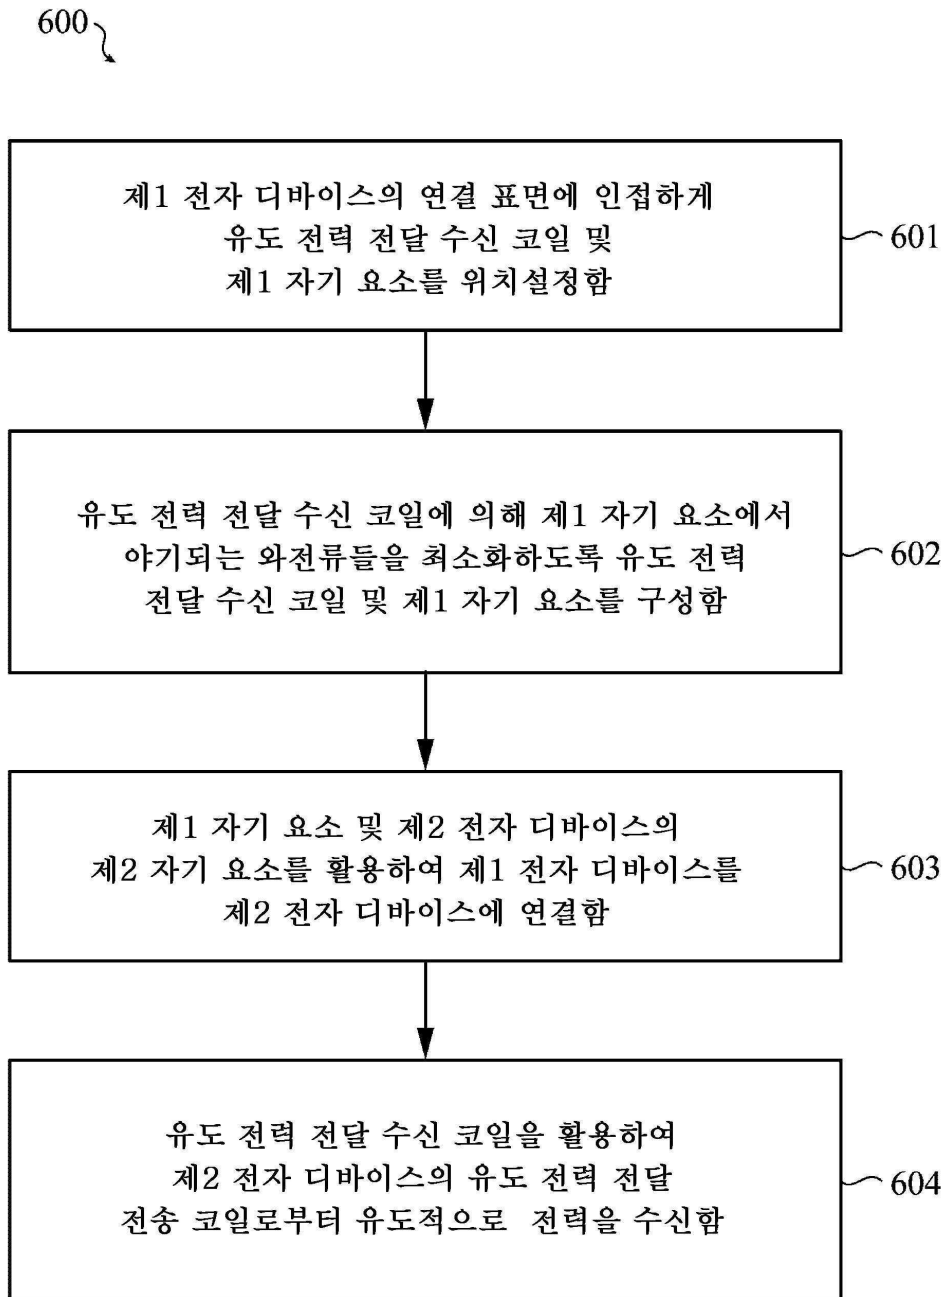 600
제1 전자 디바이스의 연결 표면에 인접하게
유도 전력 전달 수신 코일 및
제1 자기 요소를 위치설정함
601
유도 전력 전달 수신 코일에 의해 제1 자기 요소에서
야기되는 와전류들을 최소화하도록 유도 전력
전달 수신 코일 및 제1 자기 요소를 구성함
602
제1 자기 요소 및 제2 전자 디바이스의
제2 자기 요소를 활용하여 제1 전자 디바이스를
제2 전자 디바이스에 연결함
603
유도 전력 전달 수신 코일을 활용하여
제2 전자 디바이스의 유도 전력 전달
전송 코일로부터 유도적으로 전력을 수신함
604